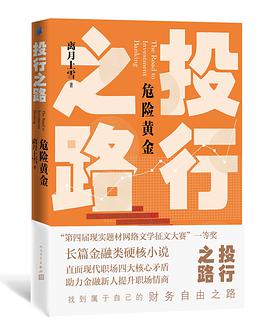 投行
之路
危险黄金
The Road to
Investment
Banking
离月上雪
著
投行之路
危险黄金
离月上雪
“第四届现实题材网络文学征文大赛”一等奖
长篇金融类硬核小说
直面现代职场四大核心矛盾
助力金融新人提升职场情商
投行
之路
找到属于自己的财务自由之路